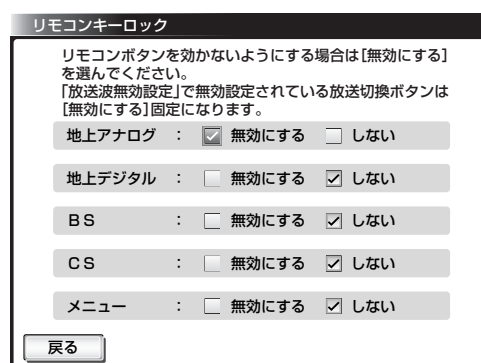 リモコンキーロック
リモコンボタンを効かないようにする場合は[無効にする]
を選んでください。
「放送波無効設定」で無効設定されている放送切換ボタンは
[無効にする]固定になります。
地上アナログ : 無効にする しない
地上デジタル : 無効にする しない
BS : 無効にする しない
CS : 無効にする しない
メニュー : 無効にする しない
戻る